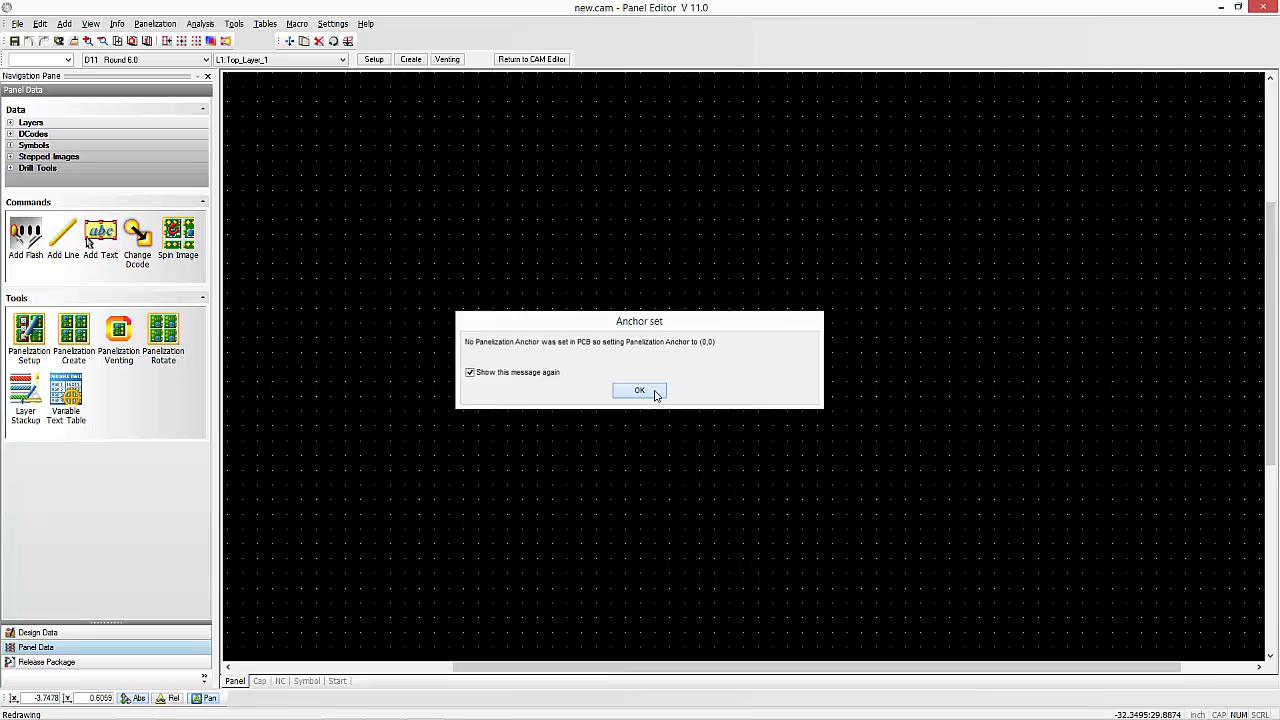 new.cam - Panel Editor V 11.0
File Edit Add View Info Panelization Analysis Tools Tables Macro Settings Help
D11 Round 6.0 L1:Top_Layer_1 Setup Create Venting Return to CAM Editor
Navigation Pane
Panel Data
Data
Layers
DCodes
Symbols
Stepped Images
Drill Tools
Commands
Add Flash Add Line Add Text Change Dcode Spin Image
Tools
Panelization Setup Panelization Create Panelization Venting Panelization Rotate
Layer Stackup Variable Text Table
Anchor set
No Panelization Anchor was set in PCB so setting Panelization Anchor to (0,0)
Show this message again
OK
Design Data
Panel Data
Release Package
Panel Cap NC Symbol Start
X -3.7478 Y 0.6059 Abs Rel Pan
Redrawing -32.3495:29.8874 inch CAP NUM SCRL